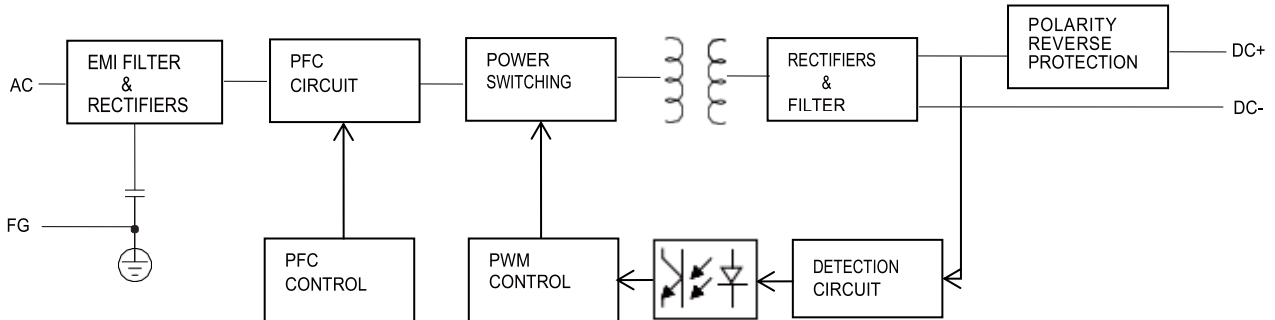 AC
EMI FILTER
&
RECTIFIERS
PFC
CIRCUIT
POWER
SWITCHING
RECTIFIERS
&
FILTER
POLARITY
REVERSE
PROTECTION
DC+
DC-
FG
PFC
CONTROL
PWM
CONTROL
DETECTION
CIRCUIT